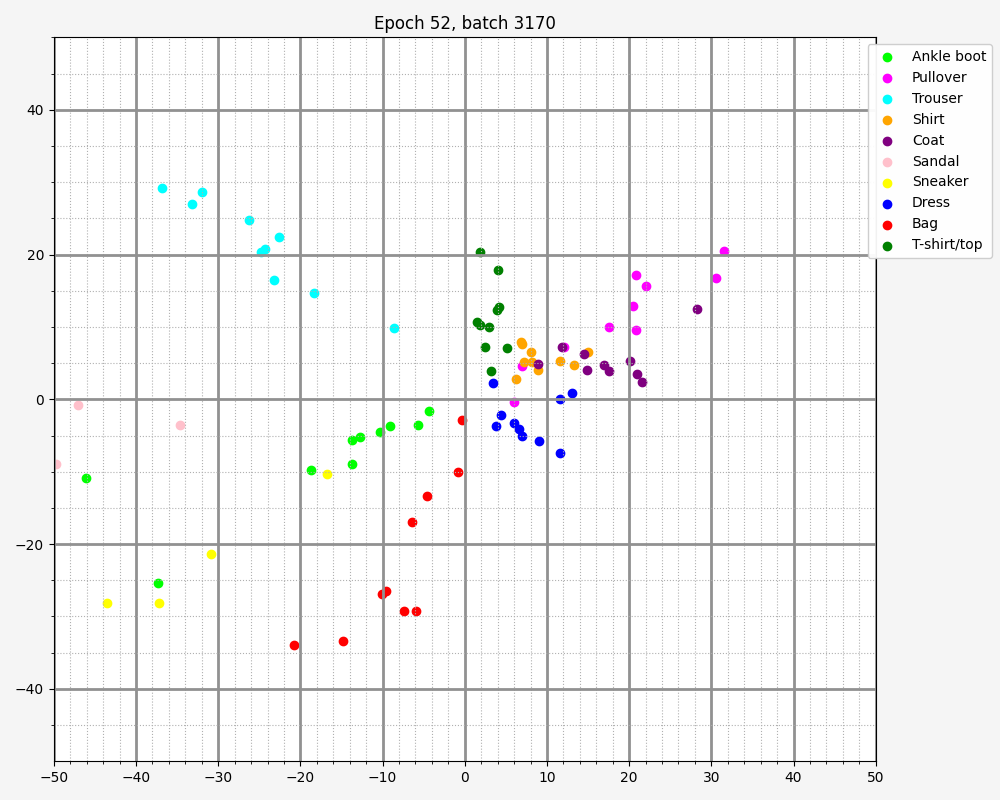 Epoch 52, batch 3170
Ankle boot
Pullover
Trouser
Shirt
Coat
Sandal
Sneaker
Dress
Bag
T-shirt/top
40
20
0
−20
−40
−50 −40 −30 −20 −10 0 10 20 30 40 50